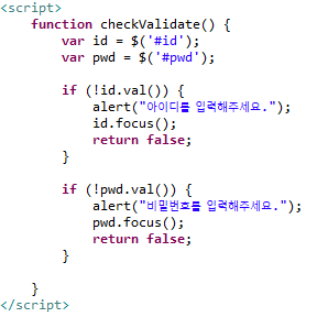 <script>
    function checkValidate() {
        var id = $('#id');
        var pwd = $('#pwd');

        if (!id.val()) {
            alert("아이디를 입력해주세요.");
            id.focus();
            return false;
        }

        if (!pwd.val()) {
            alert("비밀번호를 입력해주세요.");
            pwd.focus();
            return false;
        }

    }
</script>